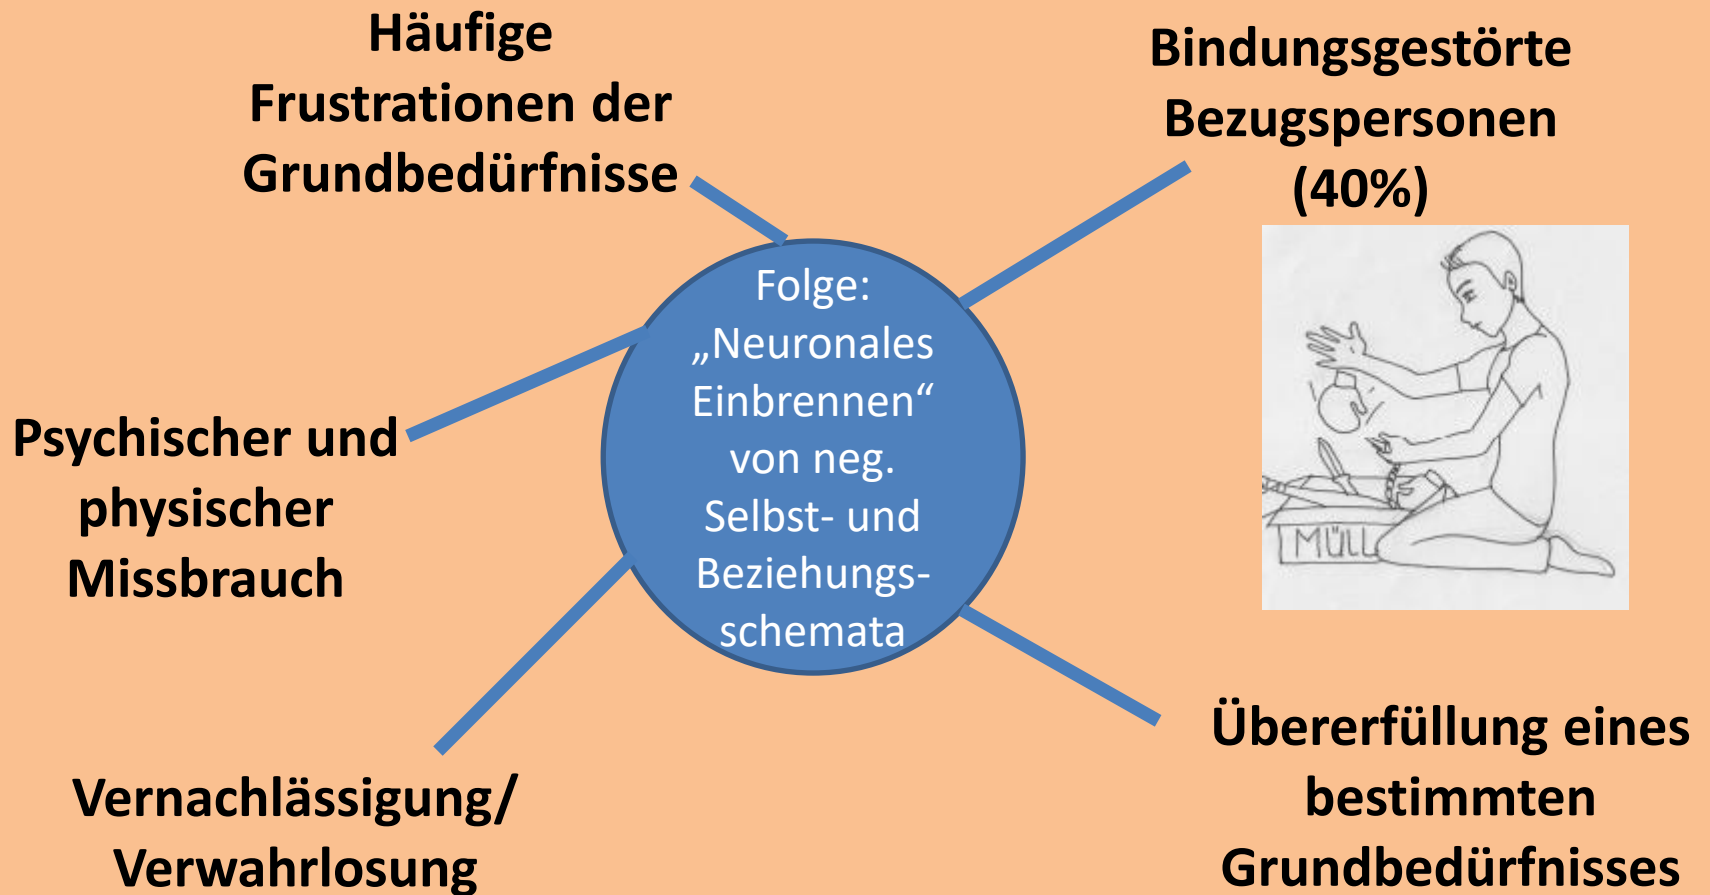 Häufige
Frustrationen der
Grundbedürfnisse
Bindungsgestörte
Bezugspersonen
(40%)
Folge:
„Neuronales
Einbrennen“
von neg.
Selbst- und
Beziehungs-
schemata
Psychischer und
physischer
Missbrauch
MÜLL
Vernachlässigung/
Verwahrlosung
Übererfüllung eines
bestimmten
Grundbedürfnisses